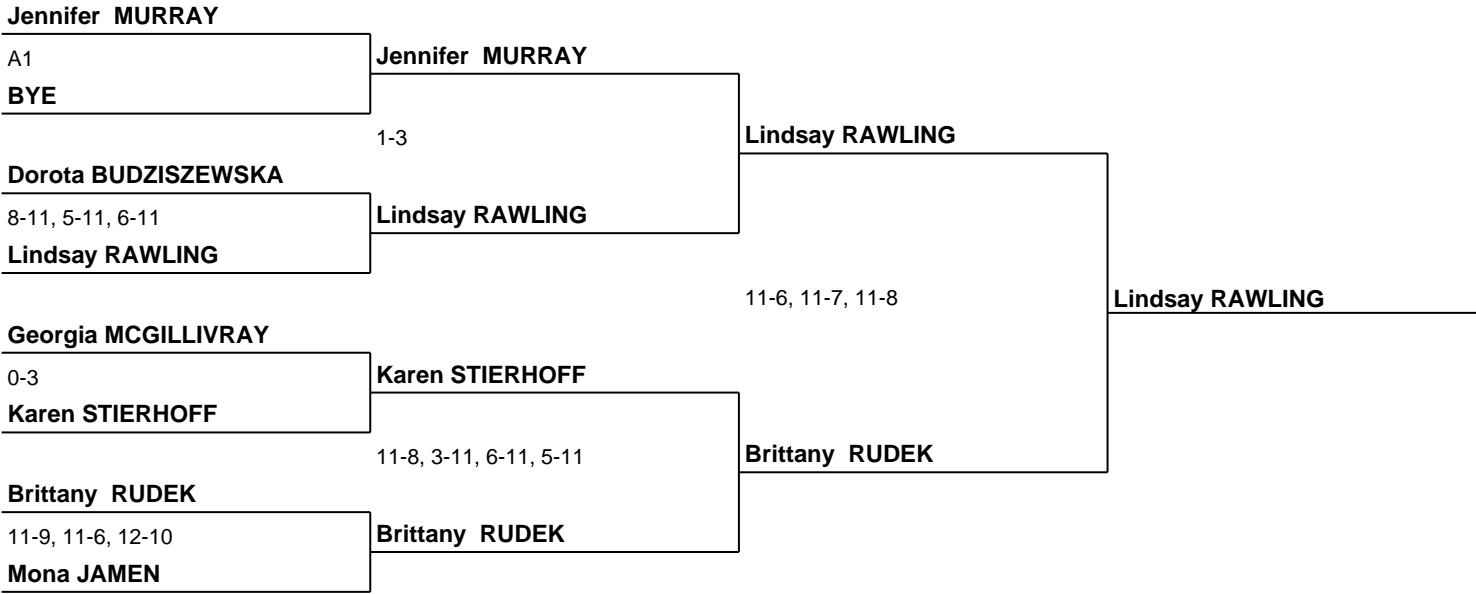 Jennifer  MURRAY
A1
Jennifer  MURRAY
BYE
1-3
Lindsay RAWLING
Dorota BUDZISZEWSKA
8-11, 5-11, 6-11
Lindsay RAWLING
Lindsay RAWLING
11-6, 11-7, 11-8
Lindsay RAWLING
Georgia MCGILLIVRAY
0-3
Karen STIERHOFF
Karen STIERHOFF
11-8, 3-11, 6-11, 5-11
Brittany  RUDEK
Brittany  RUDEK
11-9, 11-6, 12-10
Brittany  RUDEK
Mona JAMEN